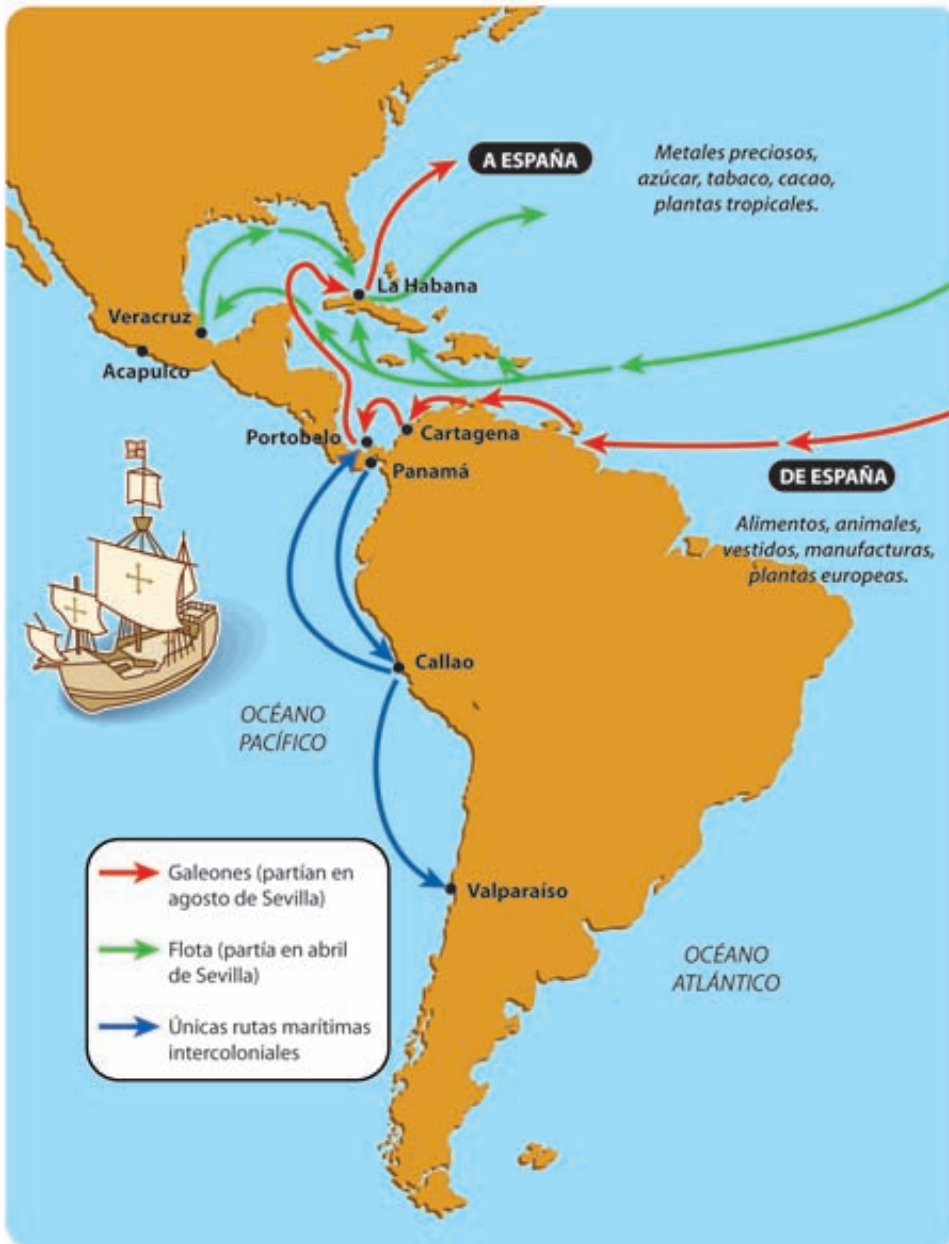 A ESPAÑA
Metales preciosos,
azúcar, tabaco, cacao,
plantas tropicales.
La Habana
Veracruz
Acapulco
Portobelo
Cartagena
Panamá
DE ESPAÑA
Alimentos, animales,
vestidos, manufacturas,
plantas europeas.
Callao
OCÉANO
PACÍFICO
Valparaíso
OCÉANO
ATLÁNTICO
Galeones (partían en
agosto de Sevilla)
Flota (partía en abril
de Sevilla)
Únicas rutas marítimas
intercoloniales